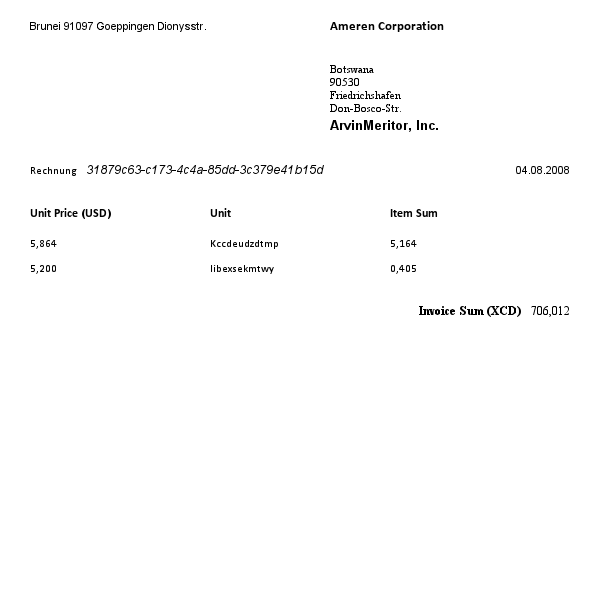 Brunei 91097 Goeppingen Dionysstr.
Ameren Corporation
Botswana
90530
Friedrichshafen
Don-Bosco-Str.
ArvinMeritor, Inc.
Rechnung 31879c63-c173-4c4a-85dd-3c379e41b15d 04.08.2008
Unit Price (USD) Unit Item Sum
5,864 Kccdeudzdtmp 5,164
5,200 libexsekmtwy 0,405
Invoice Sum (XCD) 706,012